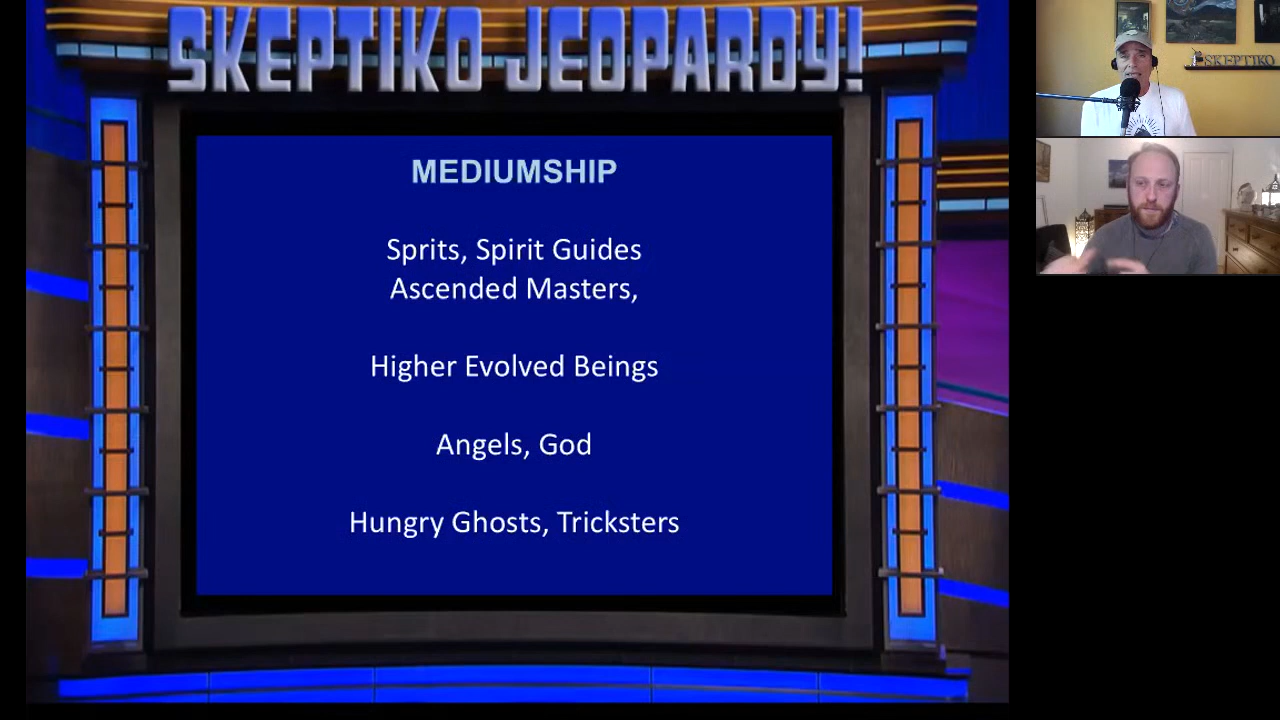 SKEPTIKO JEOPARDY!
MEDIUMSHIP
Sprits, Spirit Guides
Ascended Masters,
Higher Evolved Beings
Angels, God
Hungry Ghosts, Tricksters
SKEPTIKO